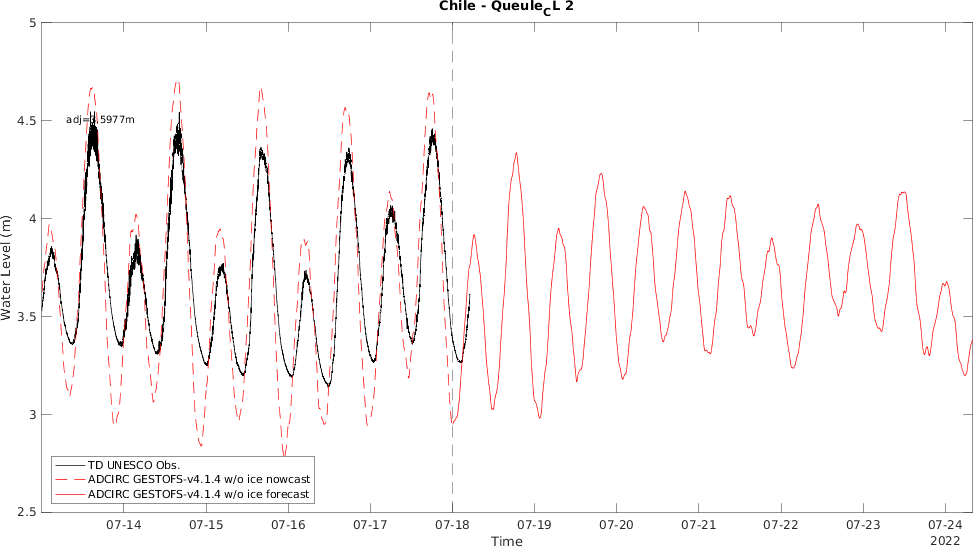 Chile - Queule_CL 2
5
4.5
4
3.5
3
2.5
Water Level (m)
adj= .5977m
TD UNESCO Obs.
ADCIRC GESTOFS-v4.1.4 w/o ice nowcast
ADCIRC GESTOFS-v4.1.4 w/o ice forecast
07-14
07-15
07-16
07-17
07-18
07-19
07-20
07-21
07-22
07-23
07-24
Time
2022